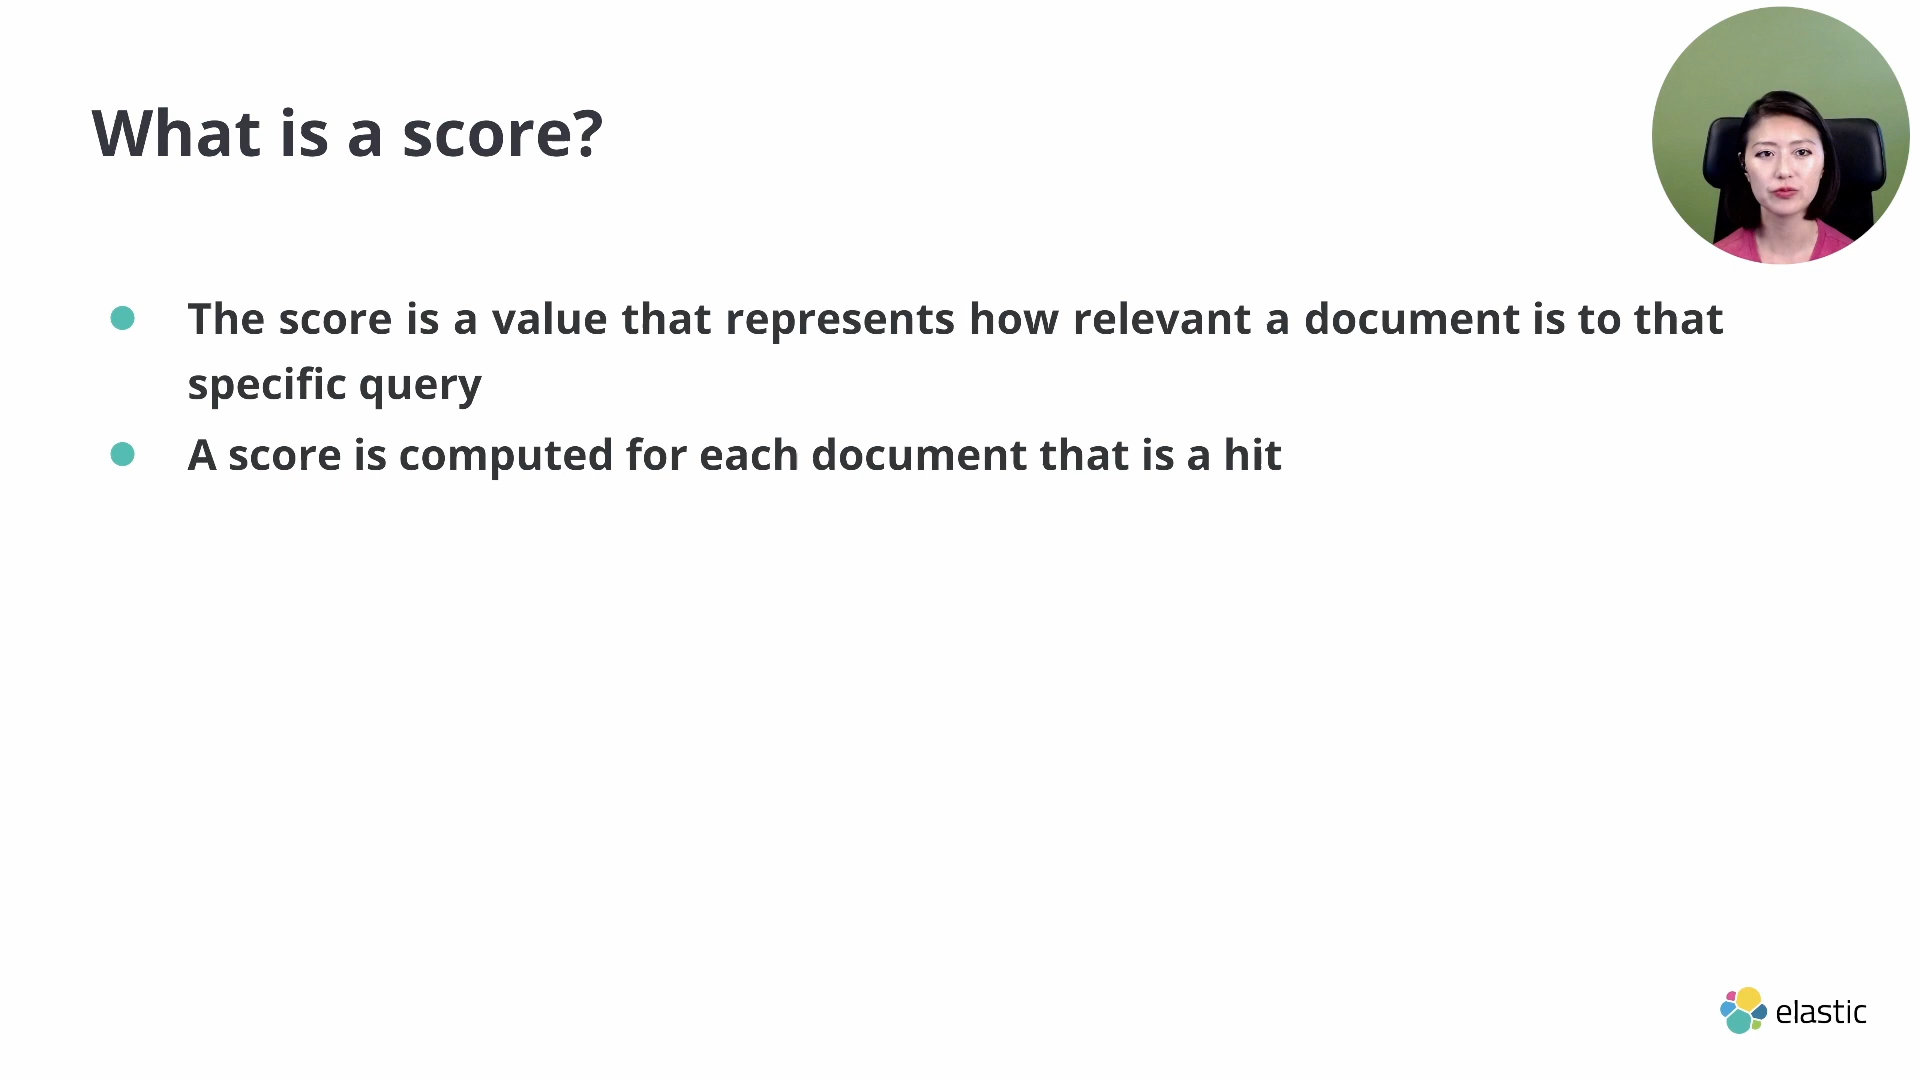 What is a score?
The score is a value that represents how relevant a document is to that
specific query
A score is computed for each document that is a hit
elastic